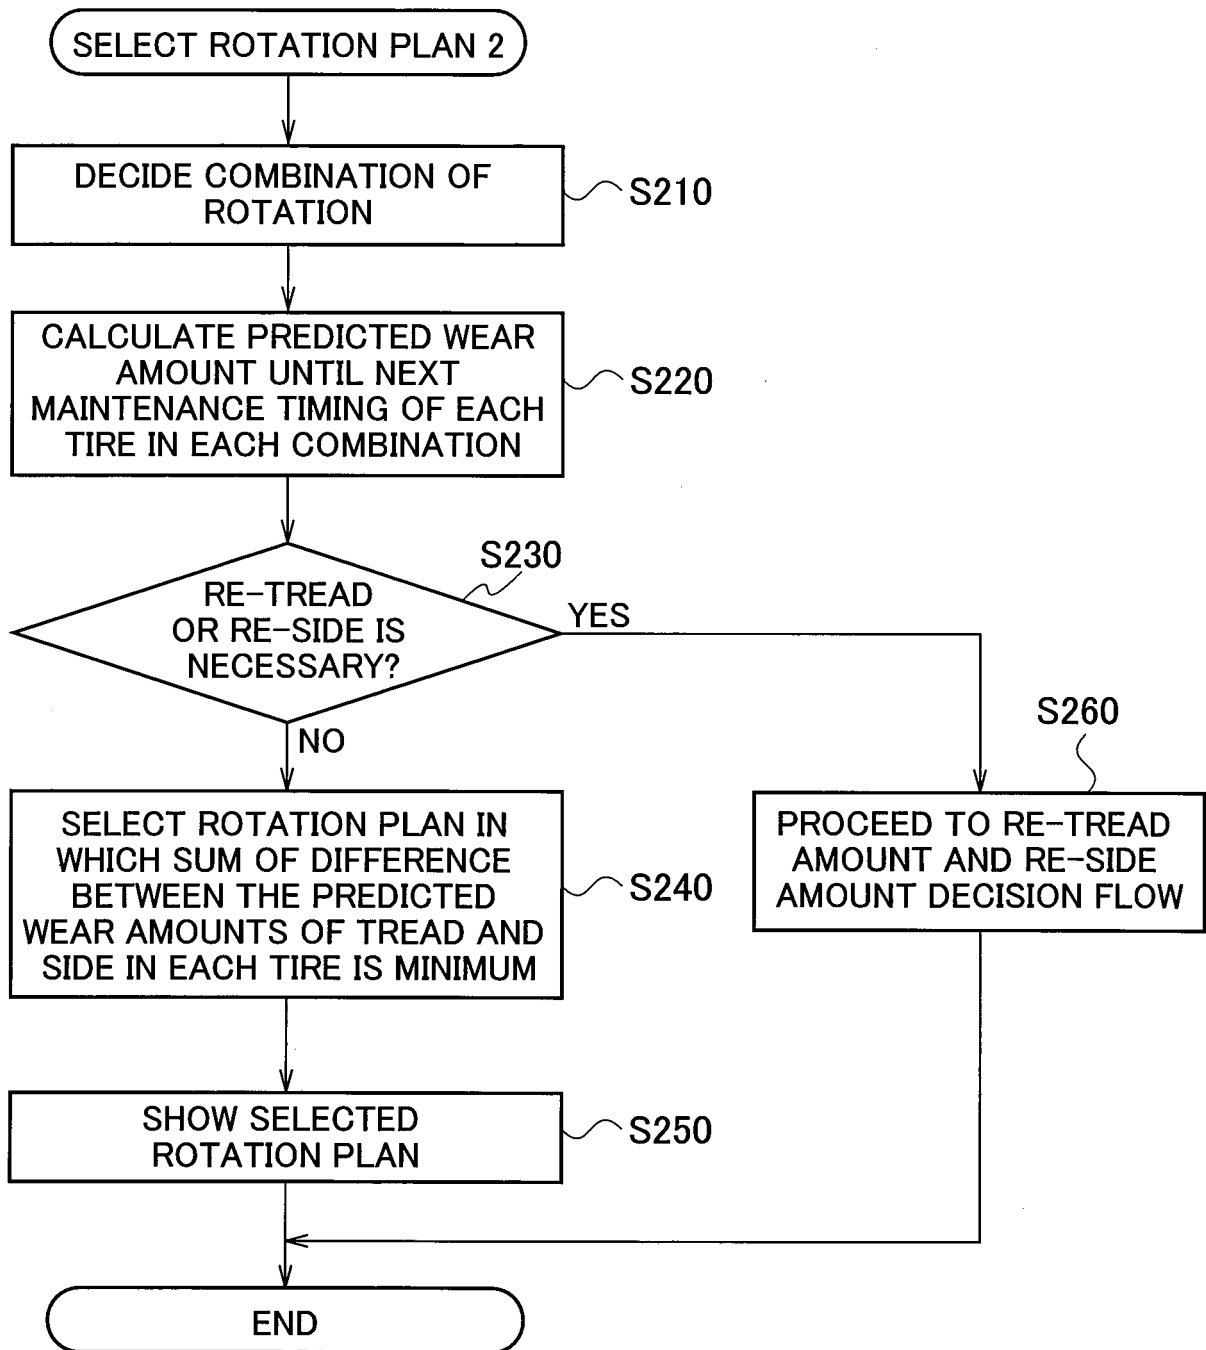 SELECT ROTATION PLAN 2
DECIDE COMBINATION OF
ROTATION
S210
CALCULATE PREDICTED WEAR
AMOUNT UNTIL NEXT
MAINTENANCE TIMING OF EACH
TIRE IN EACH COMBINATION
S220
S230
RE-TREAD
OR RE-SIDE IS
NECESSARY?
YES
NO
S260
PROCEED TO RE-TREAD
AMOUNT AND RE-SIDE
AMOUNT DECISION FLOW
SELECT ROTATION PLAN IN
WHICH SUM OF DIFFERENCE
BETWEEN THE PREDICTED
WEAR AMOUNTS OF TREAD AND
SIDE IN EACH TIRE IS MINIMUM
S240
SHOW SELECTED
ROTATION PLAN
S250
END